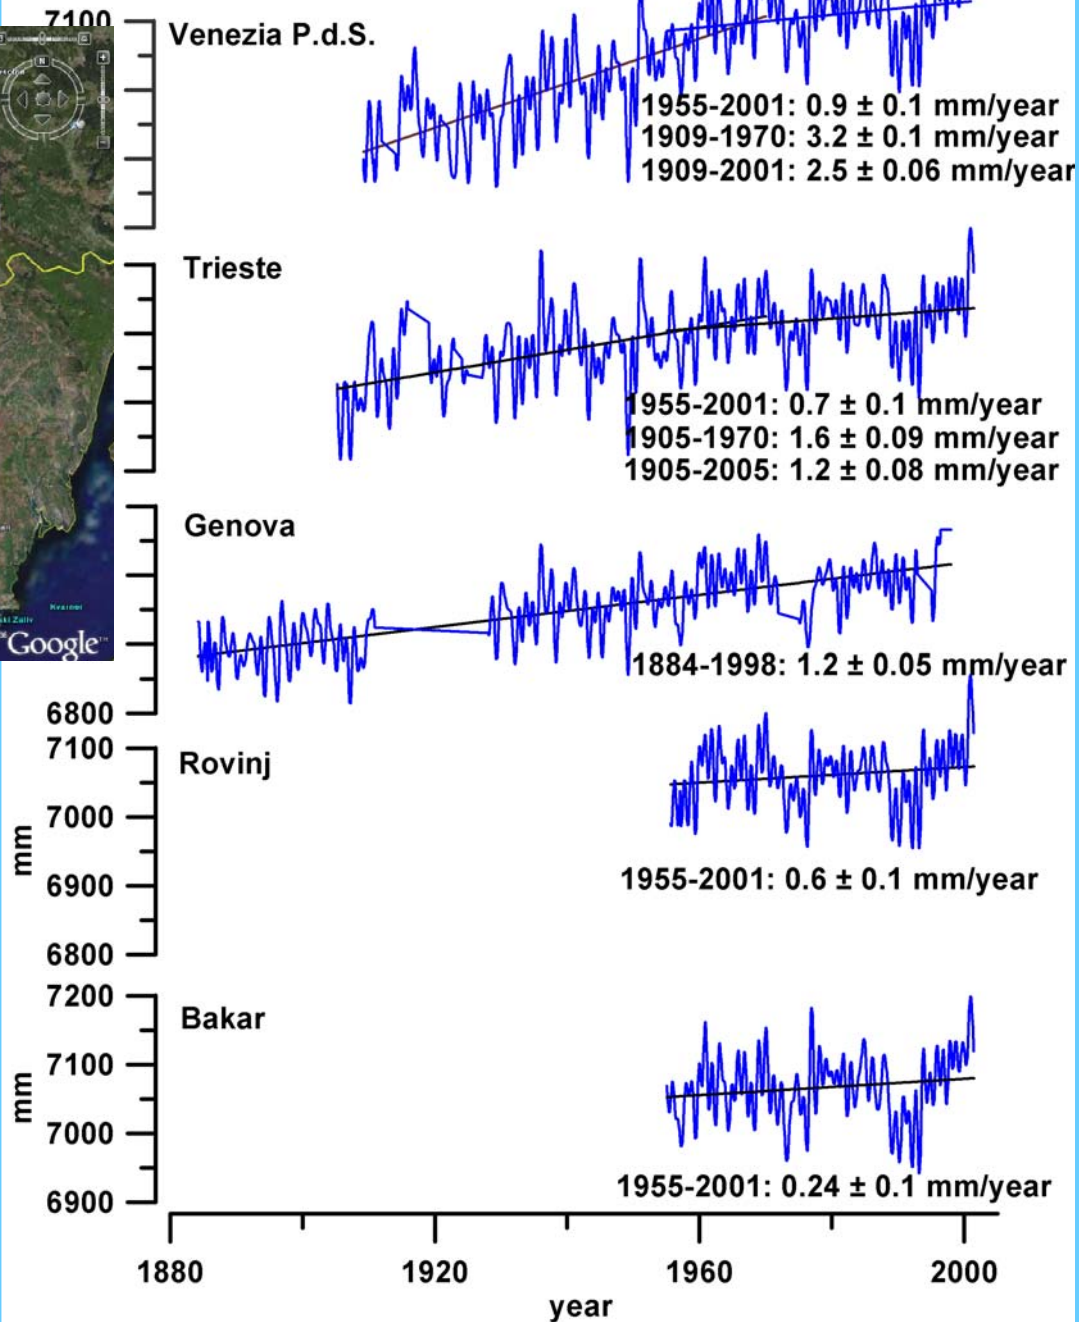 7100
Venezia P.d.S.
1955-2001: 0.9 ± 0.1 mm/year
1909-1970: 3.2 ± 0.1 mm/year
1909-2001: 2.5 ± 0.06 mm/year
N
Trieste
1955-2001: 0.7 ± 0.1 mm/year
1905-1970: 1.6 ± 0.09 mm/year
1905-2005: 1.2 ± 0.08 mm/year
Genova
Google™
1884-1998: 1.2 ± 0.05 mm/year
6800
7100
Rovinj
7000
mm
6900
1955-2001: 0.6 ± 0.1 mm/year
6800
7200
Bakar
7100
mm
7000
1955-2001: 0.24 ± 0.1 mm/year
6900
1880 1920 1960 2000
year